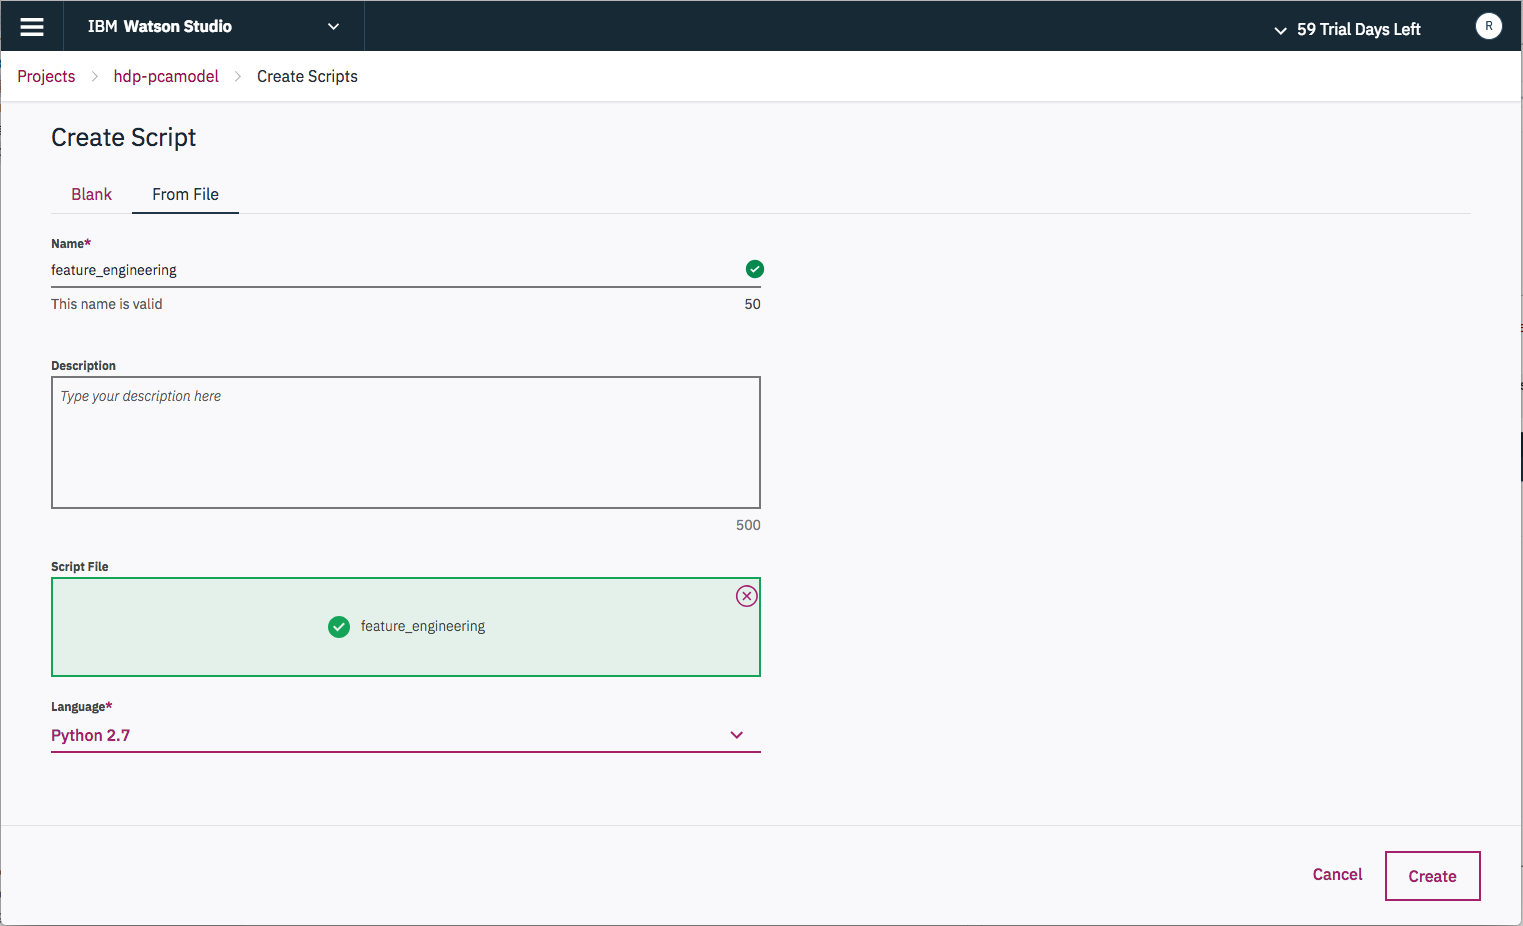 IBM Watson Studio
59 Trial Days Left
R
Projects > hdp-pcamodel > Create Scripts
Create Script
Blank From File
Name*
feature_engineering
This name is valid 50
Description
Type your description here
500
Script File
feature_engineering
Language*
Python 2.7
Cancel Create